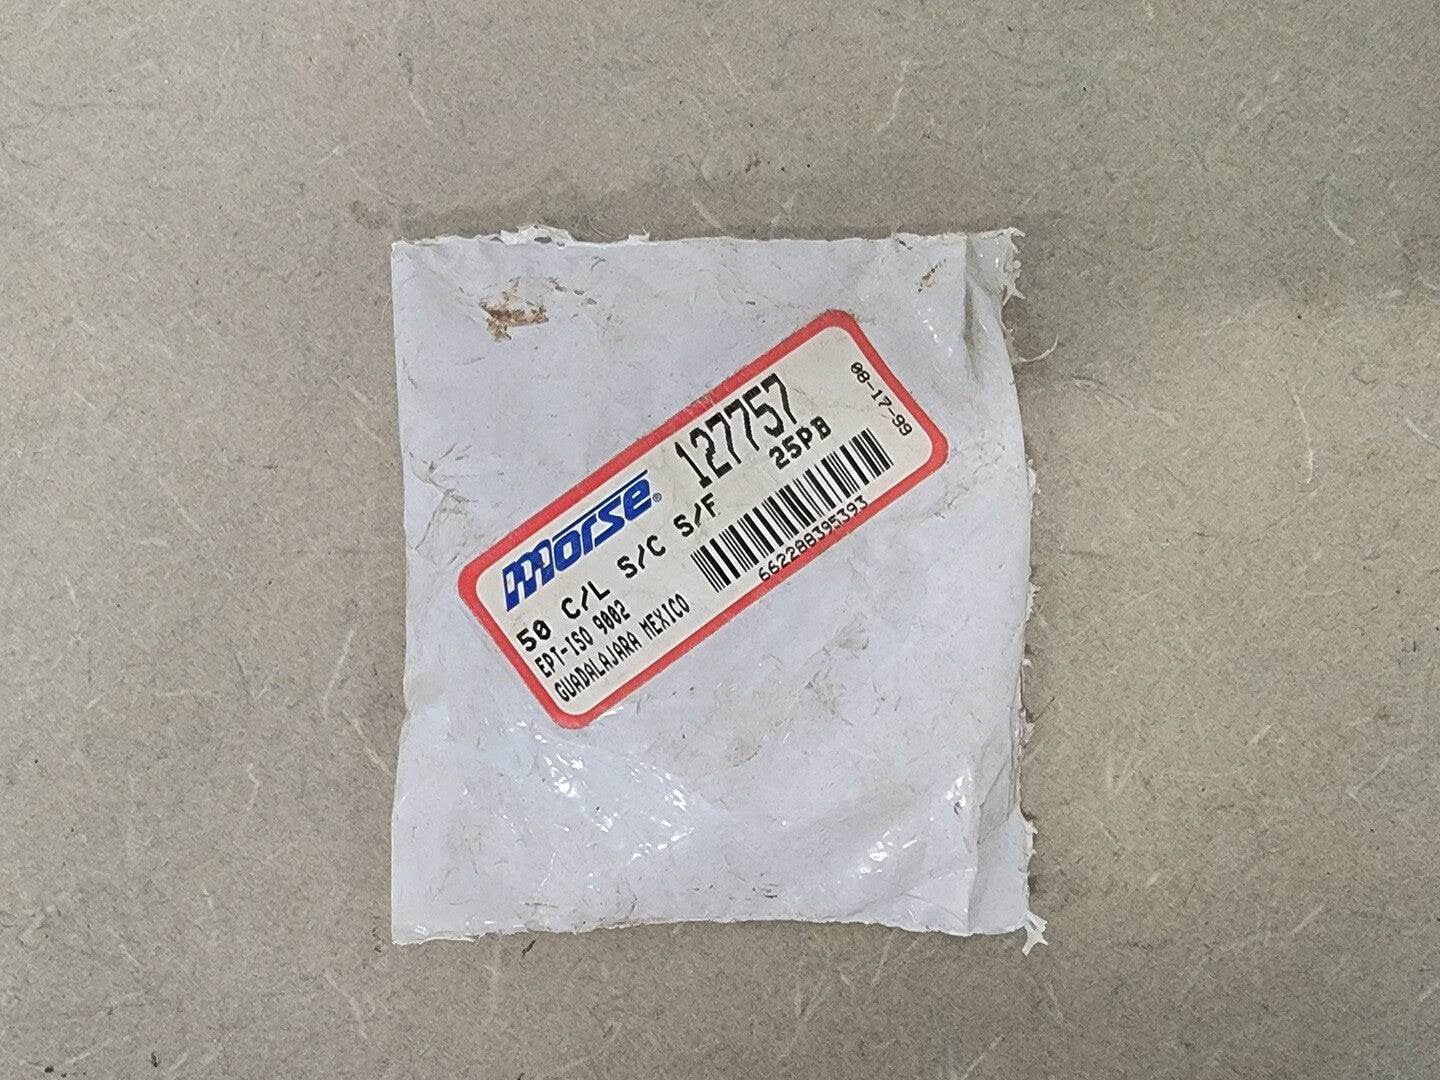 morse®
127757
25PB
08-17-99
50 C/L S/C S/F
EPT-ISO 9002
GUADALAJARA MEXICO
662288395393